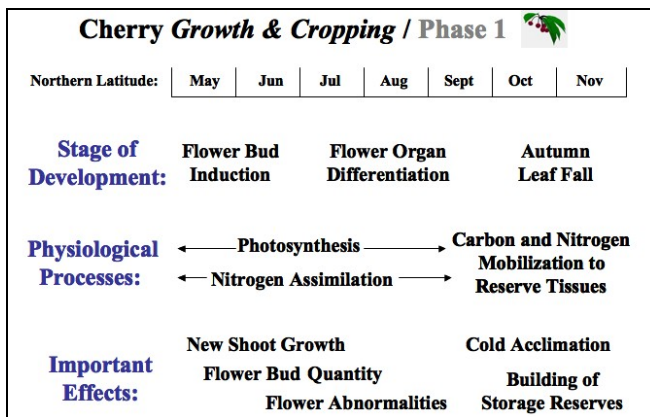 Cherry Growth & Cropping / Phase 1
Northern Latitude: May Jun Jul Aug Sept Oct Nov
Stage of Development:
Flower Bud Induction
Flower Organ Differentiation
Autumn Leaf Fall
Physiological Processes:
Photosynthesis
Nitrogen Assimilation
Carbon and Nitrogen
Mobilization to
Reserve Tissues
Important Effects:
New Shoot Growth
Flower Bud Quantity
Flower Abnormalities
Cold Acclimation
Building of
Storage Reserves